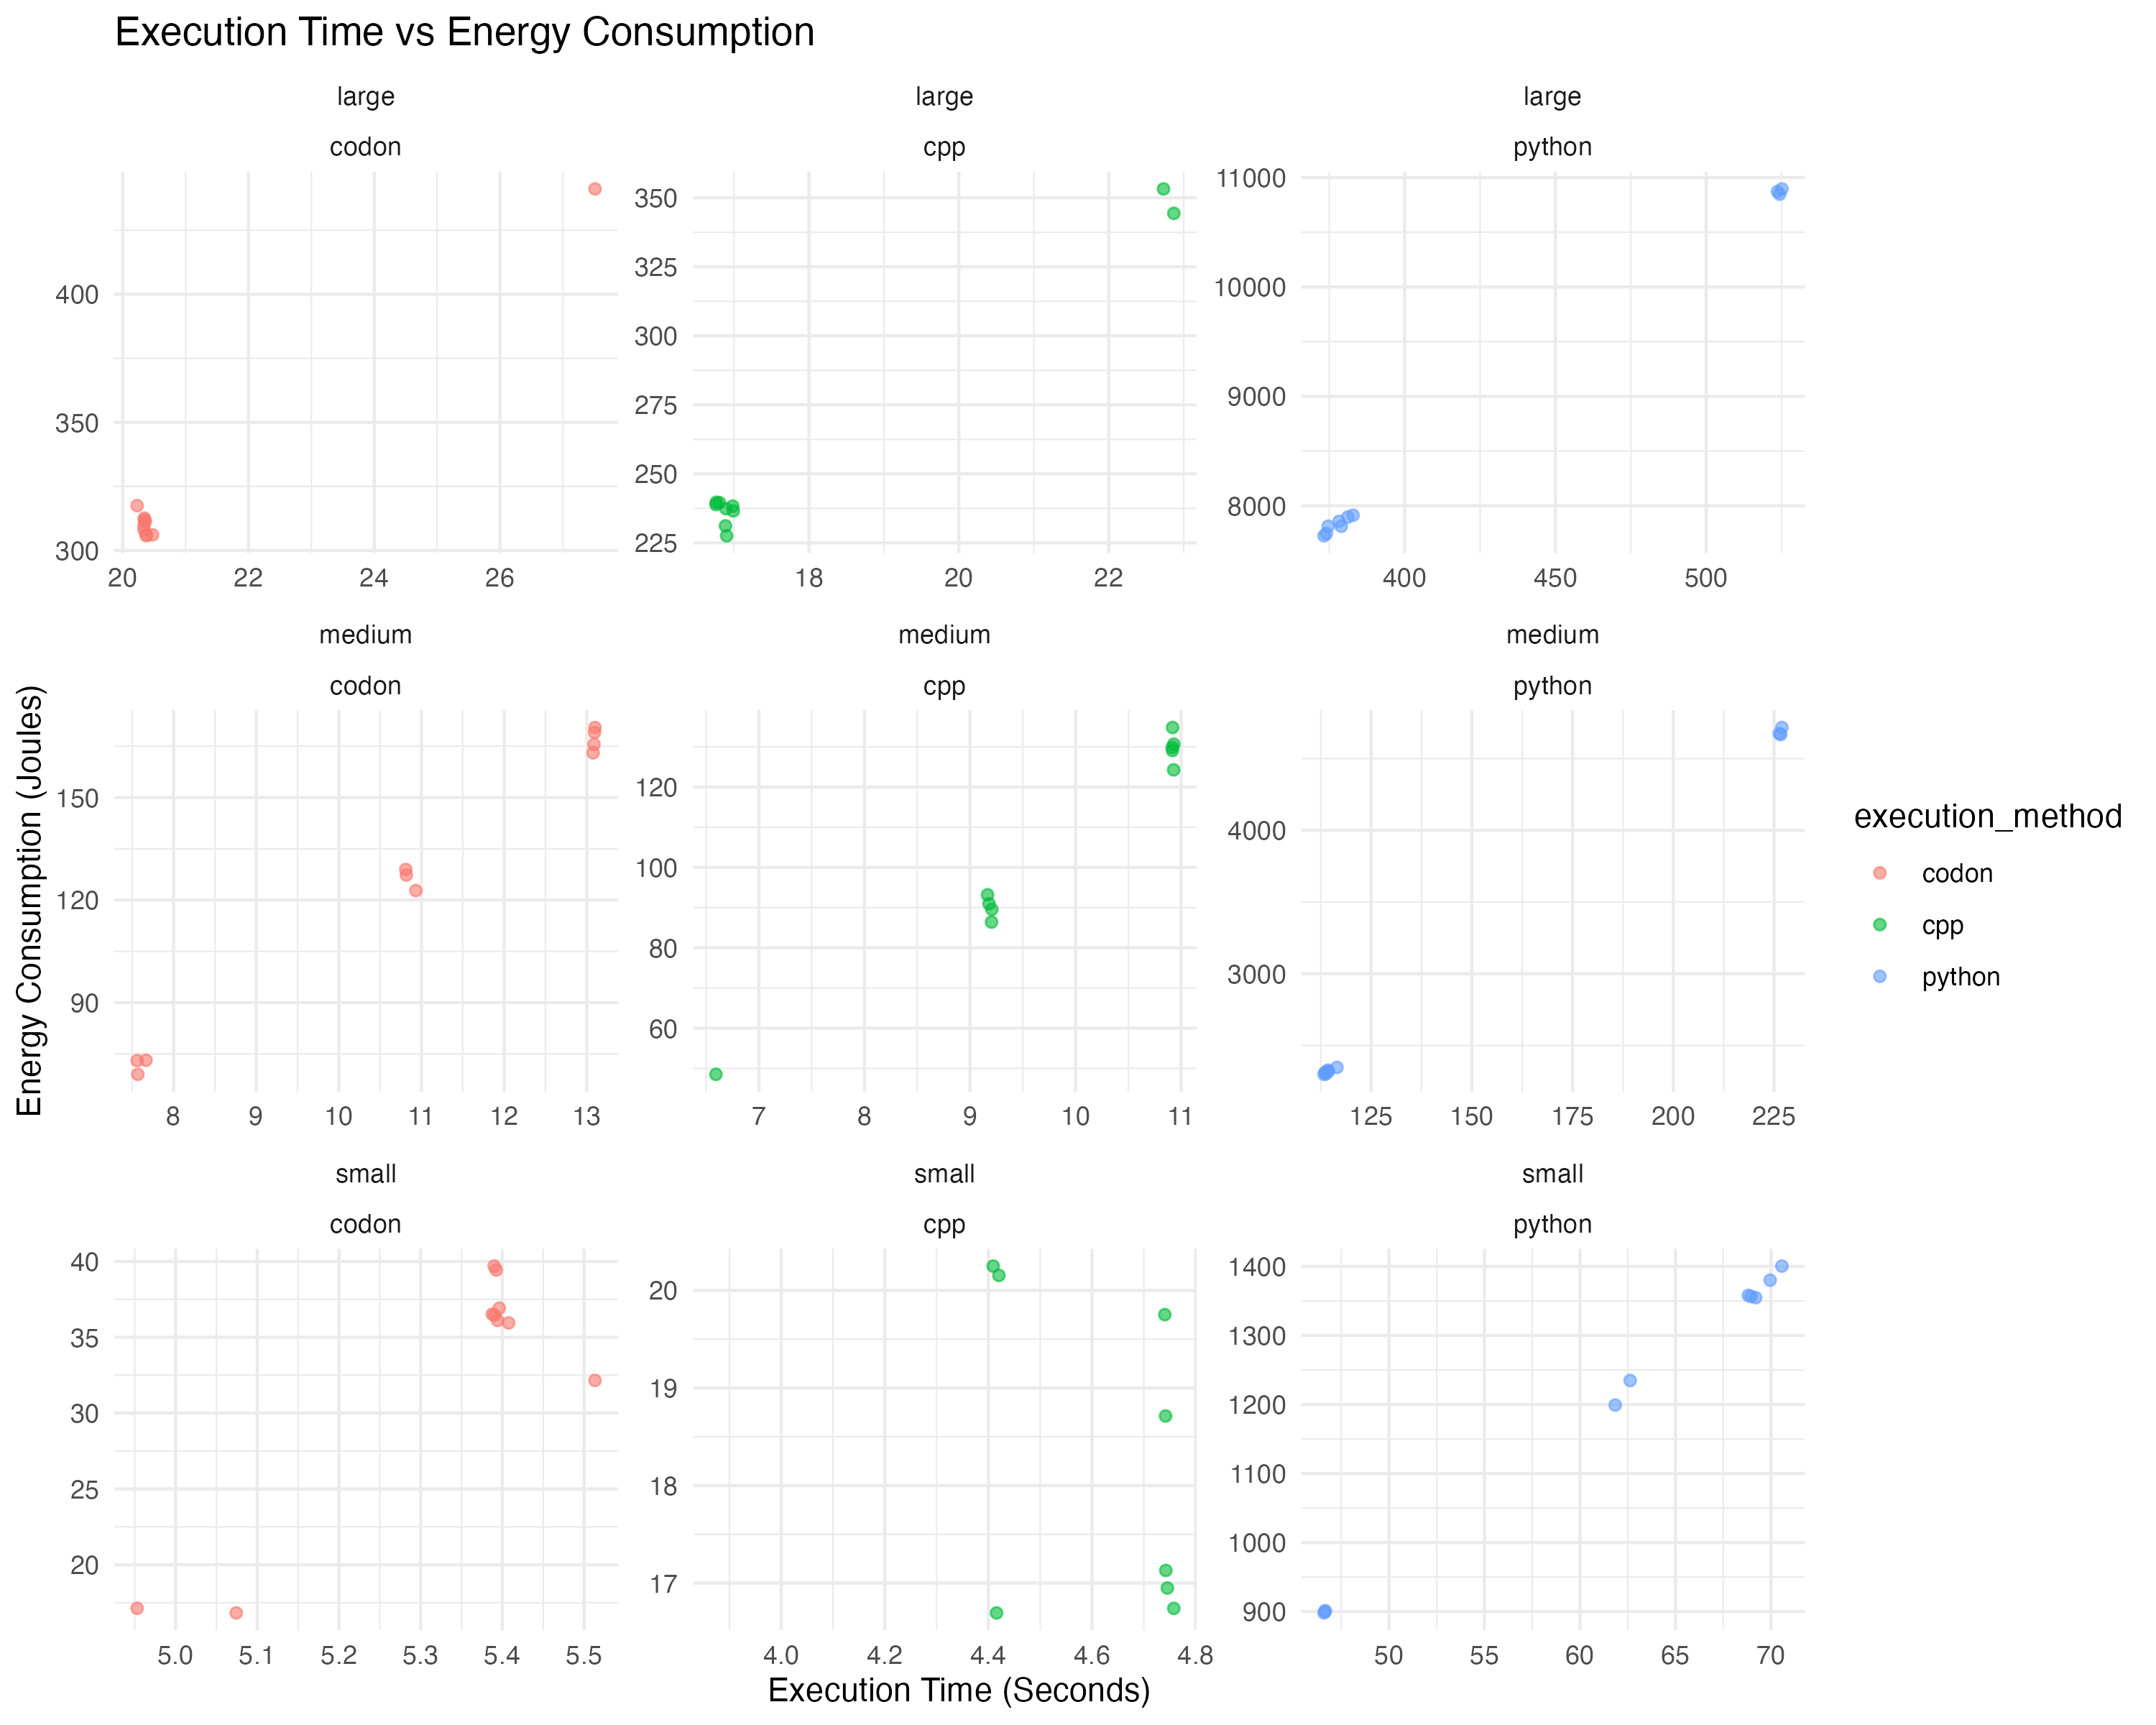 Execution Time vs Energy Consumption
large
large
large
codon
cpp
python
400
350
300
20 22 24 26
350
325
300
275
250
225
18 20 22
11000
10000
9000
8000
400 450 500
medium
medium
medium
codon
cpp
python
150
120
90
8 9 10 11 12 13
120
100
80
60
7 8 9 10 11
4000
3000
125 150 175 200 225
small
small
small
codon
cpp
python
40
35
30
25
20
5.0 5.1 5.2 5.3 5.4 5.5
20
19
18
17
4.0 4.2 4.4 4.6 4.8
1400
1300
1200
1100
1000
900
50 55 60 65 70
Energy Consumption (Joules)
Execution Time (Seconds)
execution_method
codon
cpp
python